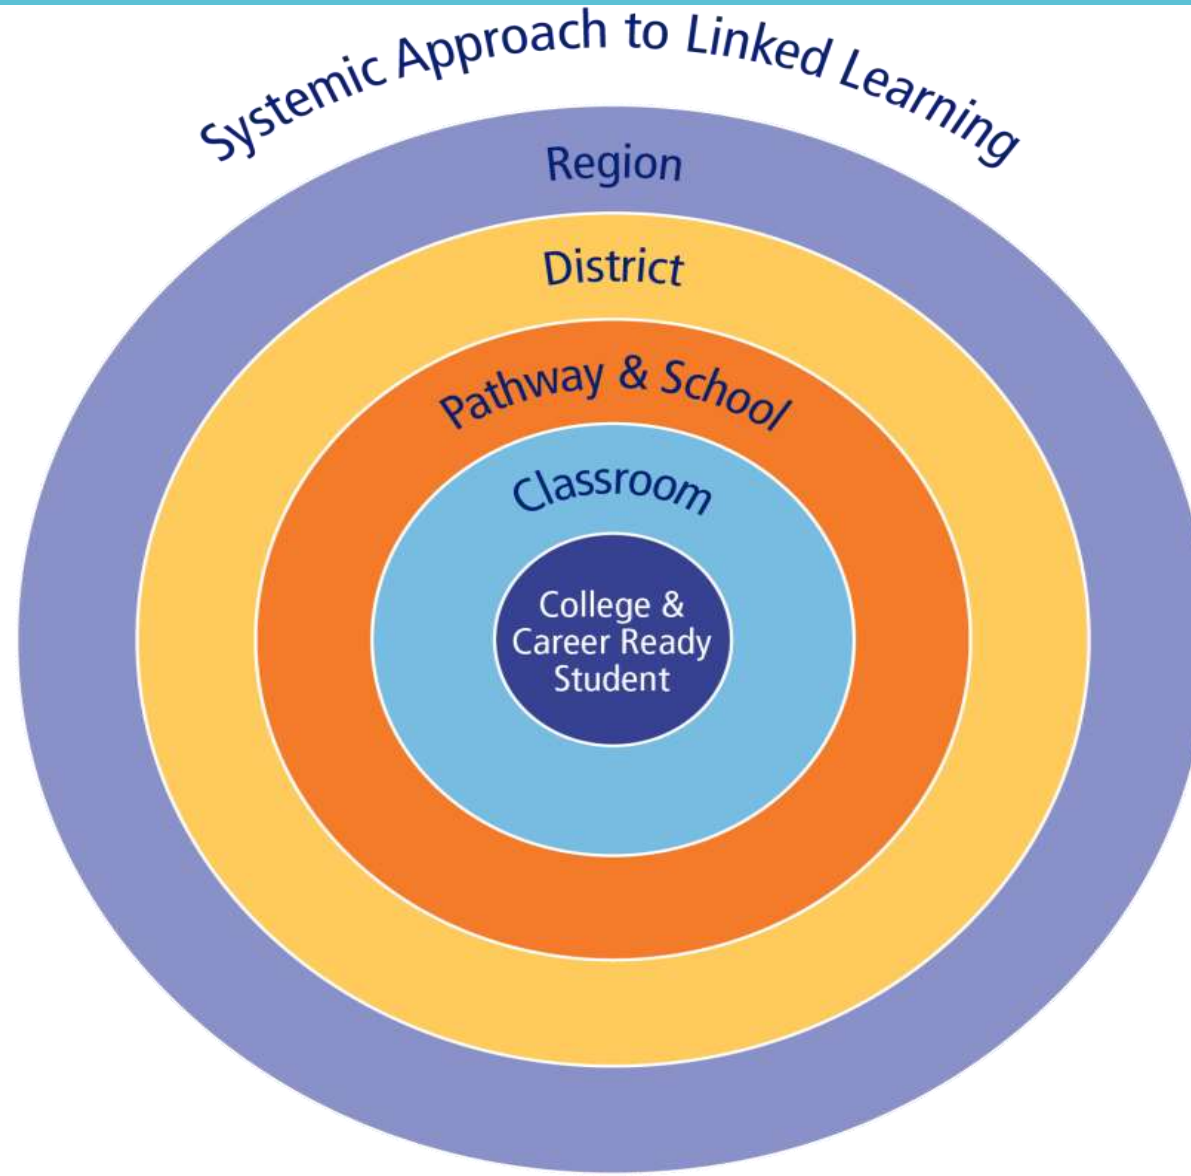 Systemic Approach to Linked Learning
Region
District
Pathway & School
Classroom
College &
Career Ready
Student